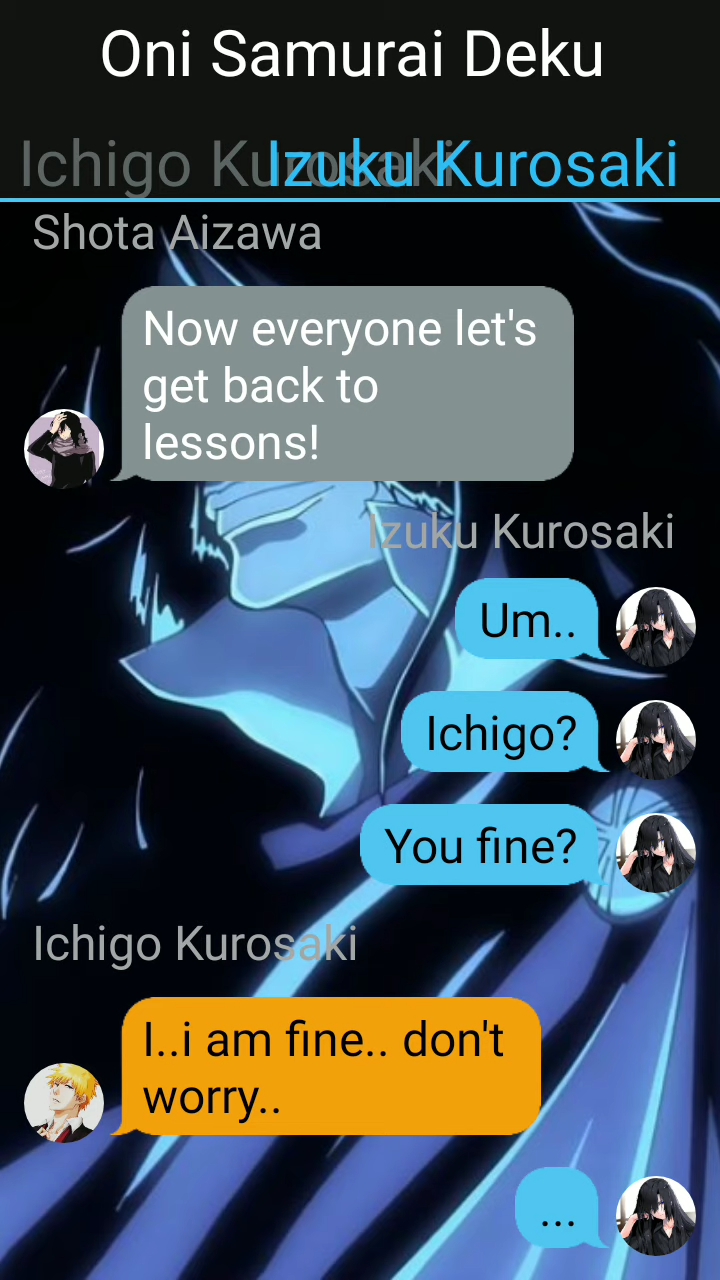 Oni Samurai Deku
Ichigo Kurosaki
Izuku Kurosaki
Shota Aizawa
Now everyone let's
get back to
lessons!
Izuku Kurosaki
Um..
Ichigo?
You fine?
Ichigo Kurosaki
I..i am fine.. don't
worry..
...